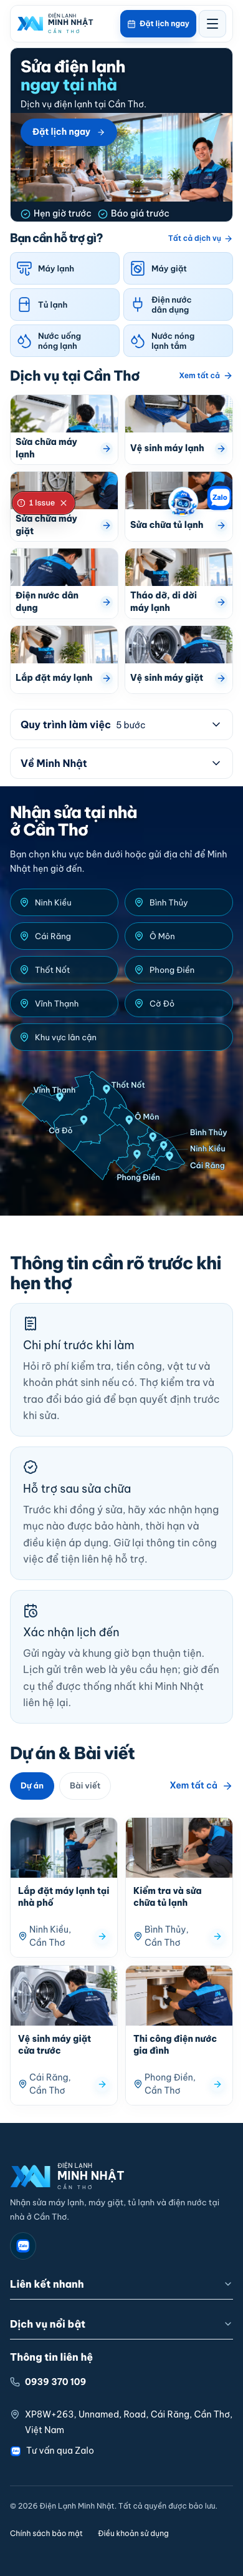 ĐIỆN LẠNH
MINH NHẬT
CẦN THƠ
Đặt lịch ngay
Sửa điện lạnh
ngay tại nhà
Dịch vụ điện lạnh tại Cần Thơ.
Đặt lịch ngay
Hẹn giờ trước
Báo giá trước
Bạn cần hỗ trợ gì?
Tất cả dịch vụ
Máy lạnh
Máy giặt
Tủ lạnh
Điện nước
dân dụng
Nước uống
nóng lạnh
Nước nóng
lạnh tắm
Dịch vụ tại Cần Thơ
Xem tất cả
Sửa chữa máy
lạnh
Vệ sinh máy lạnh
1 Issue
Zalo
Sửa chữa máy
giặt
Sửa chữa tủ lạnh
Điện nước dân
dụng
Tháo dỡ, di dời
máy lạnh
Lắp đặt máy lạnh
Vệ sinh máy giặt
Quy trình làm việc 5 bước
Về Minh Nhật
Nhận sửa tại nhà
ở Cần Thơ
Bạn chọn khu vực bên dưới hoặc gửi địa chỉ để Minh
Nhật hẹn giờ đến.
Ninh Kiều
Bình Thủy
Cái Răng
Ô Môn
Thốt Nốt
Phong Điền
Vĩnh Thạnh
Cờ Đỏ
Khu vực lân cận
Thốt Nốt
Vĩnh Thạnh
Ô Môn
Cờ Đỏ
Bình Thủy
Ninh Kiều
Cái Răng
Phong Điền
Thông tin cần rõ trước khi
hẹn thợ
Chi phí trước khi làm
Hỏi rõ phí kiểm tra, tiền công, vật tư và
khoản phát sinh nếu có. Thợ kiểm tra và
trao đổi báo giá để bạn quyết định trước
khi sửa.
Hỗ trợ sau sửa chữa
Trước khi đồng ý sửa, hãy xác nhận hạng
mục nào được bảo hành, thời hạn và
điều kiện áp dụng. Giữ lại thông tin công
việc để tiện liên hệ hỗ trợ.
Xác nhận lịch đến
Gửi ngày và khung giờ bạn thuận tiện.
Lịch gửi trên web là yêu cầu hẹn; giờ đến
cụ thể được thống nhất khi Minh Nhật
liên hệ lại.
Dự án & Bài viết
Dự án
Bài viết
Xem tất cả
Lắp đặt máy lạnh tại
nhà phố
Ninh Kiều,
Cần Thơ
Kiểm tra và sửa
chữa tủ lạnh
Bình Thủy,
Cần Thơ
Vệ sinh máy giặt
cửa trước
Cái Răng,
Cần Thơ
Thi công điện nước
gia đình
Phong Điền,
Cần Thơ
ĐIỆN LẠNH
MINH NHẬT
CẦN THƠ
Nhận sửa máy lạnh, máy giặt, tủ lạnh và điện nước tại
nhà ở Cần Thơ.
Zalo
Liên kết nhanh
Dịch vụ nổi bật
Thông tin liên hệ
0939 370 109
XP8W+263, Unnamed, Road, Cái Răng, Cần Thơ,
Việt Nam
Tư vấn qua Zalo
© 2026 Điện Lạnh Minh Nhật. Tất cả quyền được bảo lưu.
Chính sách bảo mật
Điều khoản sử dụng